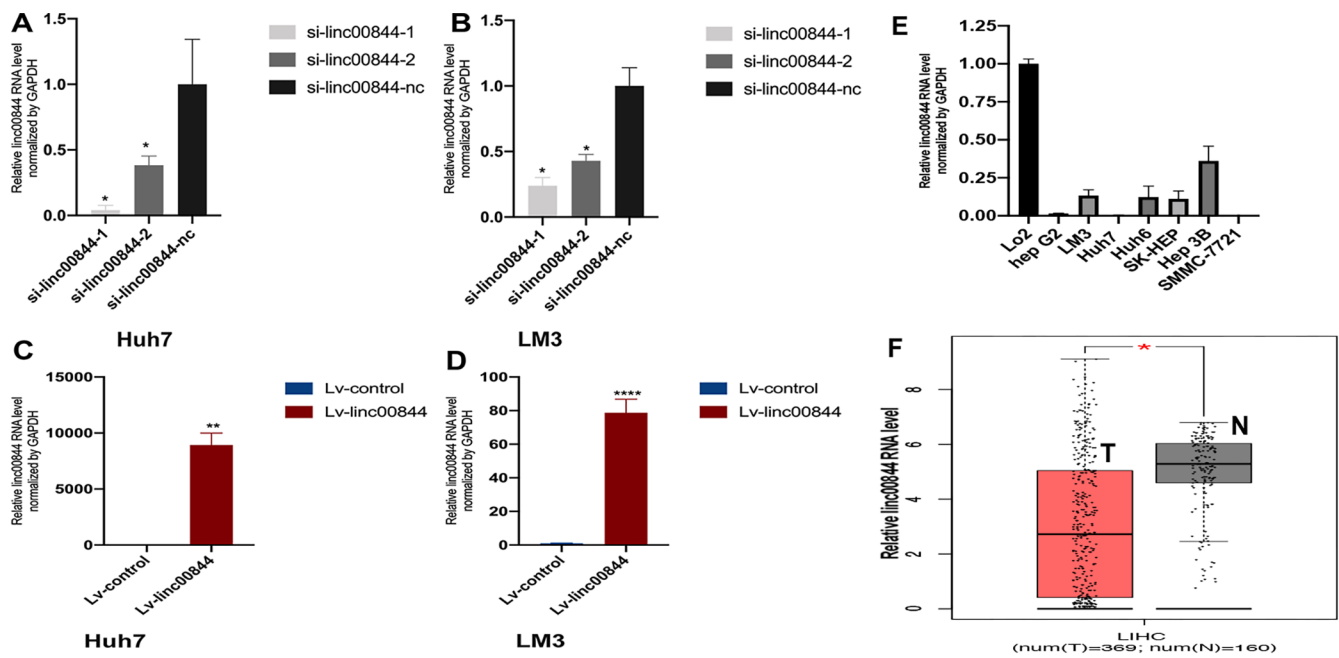 A
Relative linc00844 RNA level
normalized by GAPDH
1.5
1.0
0.5
0.0
*
*
si-linc00844-1
si-linc00844-2
si-linc00844-nc
si-linc00844-1
si-linc00844-2
si-linc00844-nc
Huh7
B
Relative linc00844 RNA level
normalized by GAPDH
1.5
1.0
0.5
0.0
*
*
si-linc00844-1
si-linc00844-2
si-linc00844-nc
si-linc00844-1
si-linc00844-2
si-linc00844-nc
LM3
E
Relative linc00844 RNA level
normalized by GAPDH
1.00
0.75
0.50
0.25
0.00
Lo2
hep G2
LM3
Huh7
Huh6
SK-HEP
Hep 3B
SMMC-7721
C
Relative linc00844 RNA level
normalized by GAPDH
15000
10000
5000
0
**
Lv-control
Lv-linc00844
Lv-control
Lv-linc00844
Huh7
D
Relative linc00844 RNA level
normalized by GAPDH
100
80
60
40
20
0
****
Lv-control
Lv-linc00844
Lv-control
Lv-linc00844
LM3
F
Relative linc00844 RNA level
8
6
4
2
0
*
T
N
LIHC
(num(T)=369; num(N)=160)